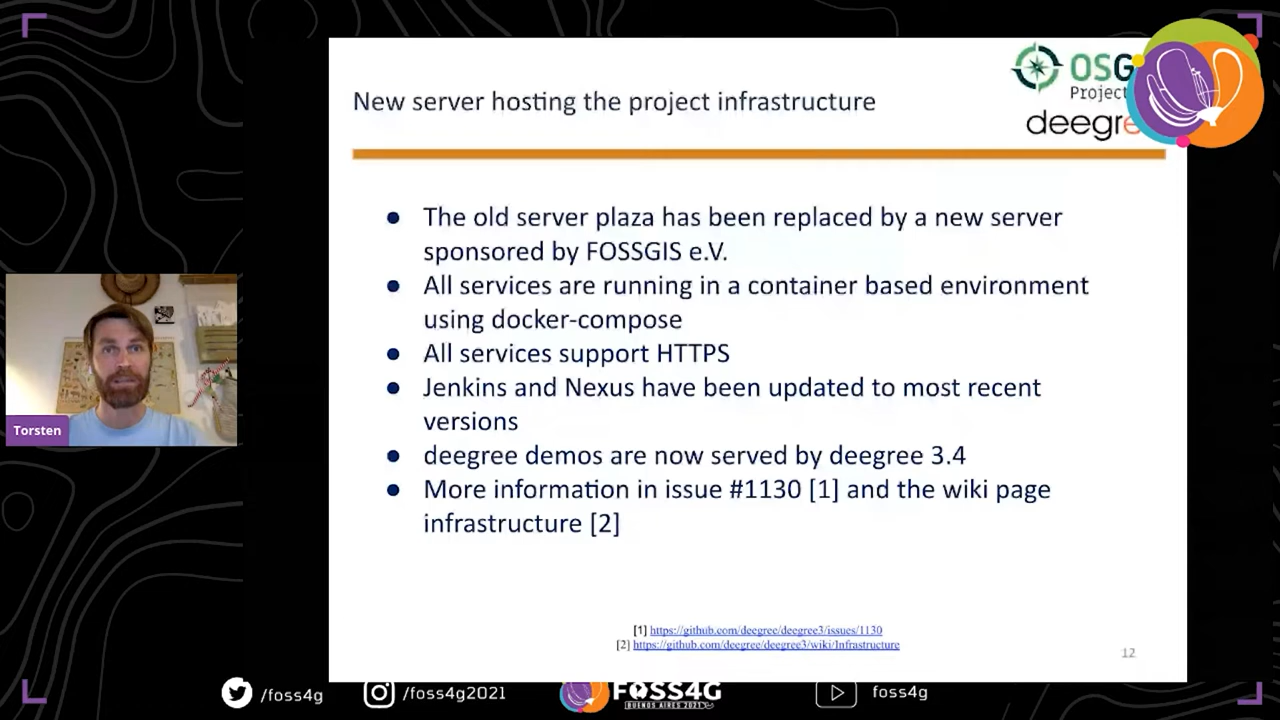 New server hosting the project infrastructure
OSG
Project
deegre
● The old server plaza has been replaced by a new server
sponsored by FOSSGIS e.V.
● All services are running in a container based environment
using docker-compose
● All services support HTTPS
● Jenkins and Nexus have been updated to most recent
versions
● deegree demos are now served by deegree 3.4
● More information in issue #1130 [1] and the wiki page
infrastructure [2]
Torsten
[1] https://github.com/deegree/deegree3/issues/1130
[2] https://github.com/deegree/deegree3/wiki/Infrastructure
12
/foss4g
/foss4g2021
FOSS4G
BUENOS AIRES 2021
foss4g